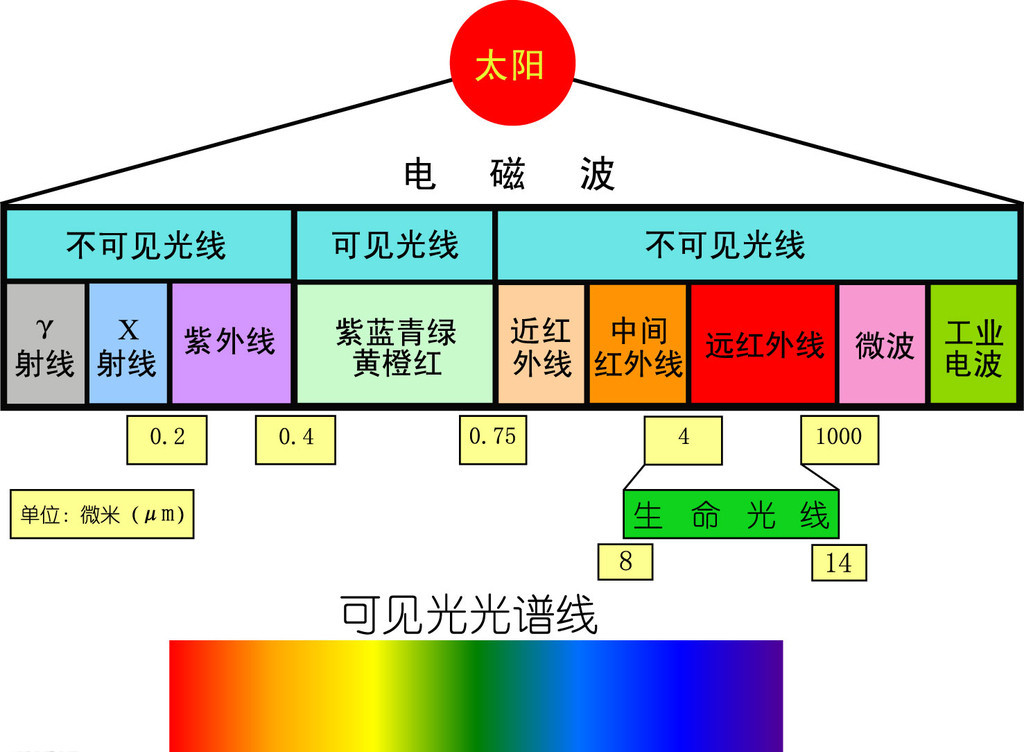 太阳
电 磁 波
不可见光线
可见光线
不可见光线
γ
射线
X
射线
紫外线
紫蓝青绿
黄橙红
近红
外线
中间
红外线
远红外线
微波
工业
电波
0.2
0.4
0.75
4
1000
单位：微米（μm）
生 命 光 线
8
14
可见光光谱线